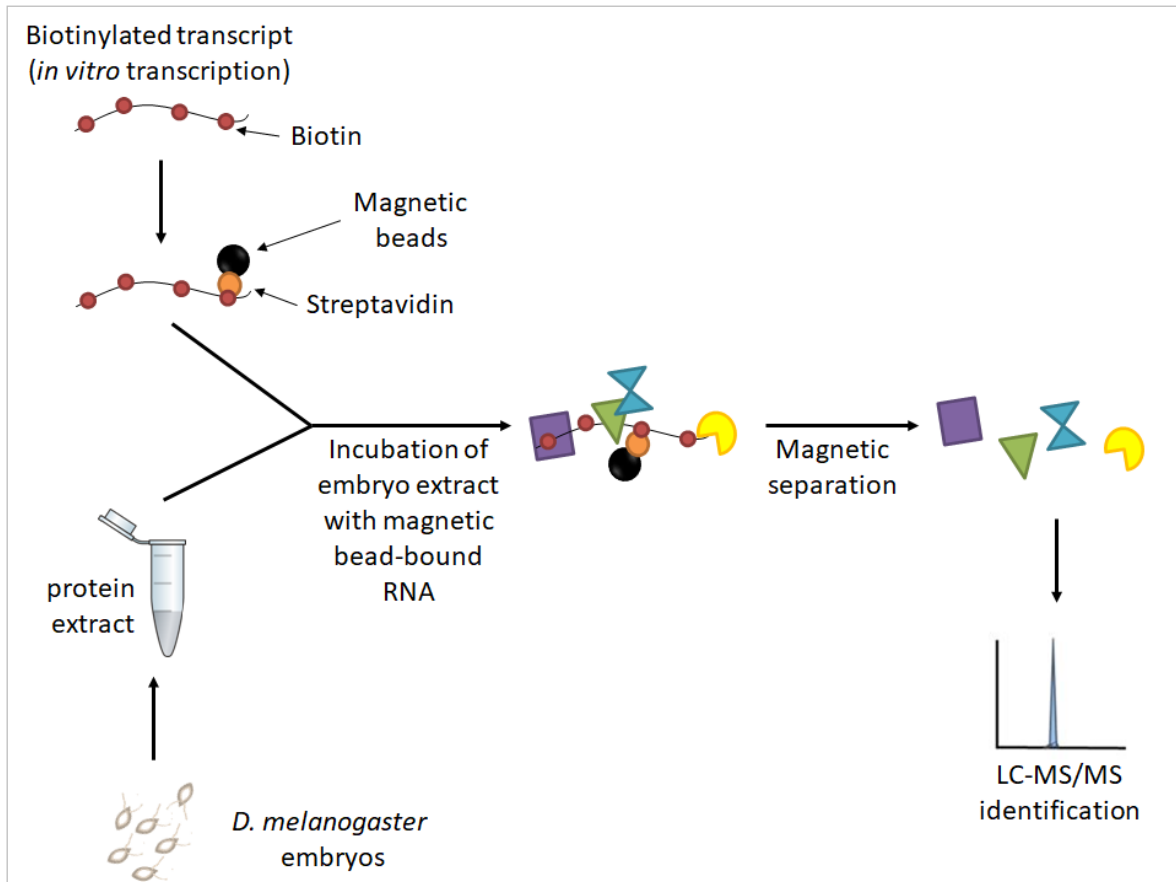 Biotinylated transcript
(in vitro transcription)
Biotin
Magnetic
beads
Streptavidin
Incubation of
embryo extract
with magnetic
bead-bound
RNA
Magnetic
separation
protein
extract
D. melanogaster
embryos
LC-MS/MS
identification